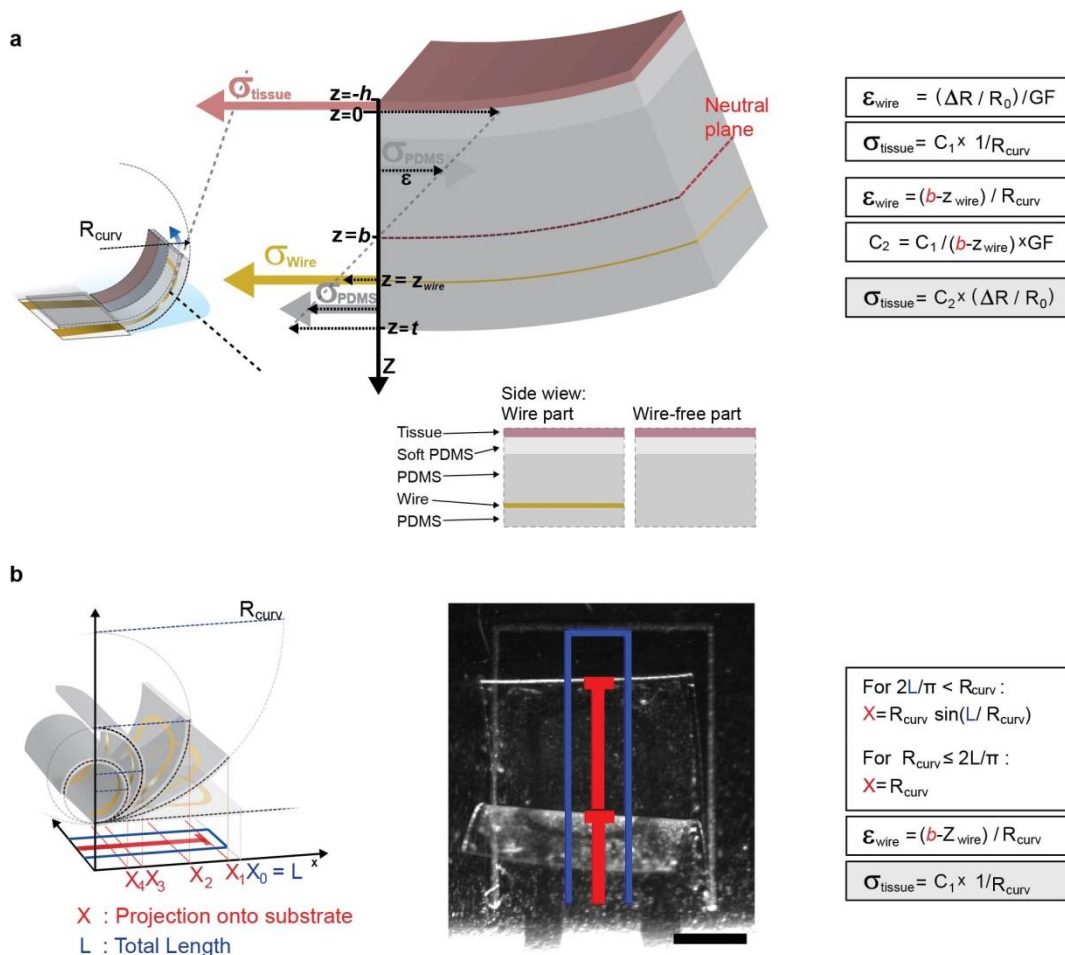 a
σtissue
z=-h
z=0
Neutral
plane
σPDMS
ε
Rcurv
z=b
σWire
z = zwire
σPDMS
z=t
Z
εwire = (ΔR / R0)/GF
σtissue = C1 x 1/Rcurv
εwire = (b-zwire) / Rcurv
C2 = C1/(b-zwire) x GF
σtissue = C2 x (ΔR / R0)
Side wiew:
Wire part
Wire-free part
Tissue
Soft PDMS
PDMS
Wire
PDMS
b
Rcurv
x
X4 X3 X2 X1 X0 = L
X : Projection onto substrate
L : Total Length
For 2L/π < Rcurv :
X=Rcurv sin(L/ Rcurv)
For Rcurv ≤ 2L/π :
X=Rcurv
εwire = (b-Zwire) / Rcurv
σtissue = C1 x 1/Rcurv